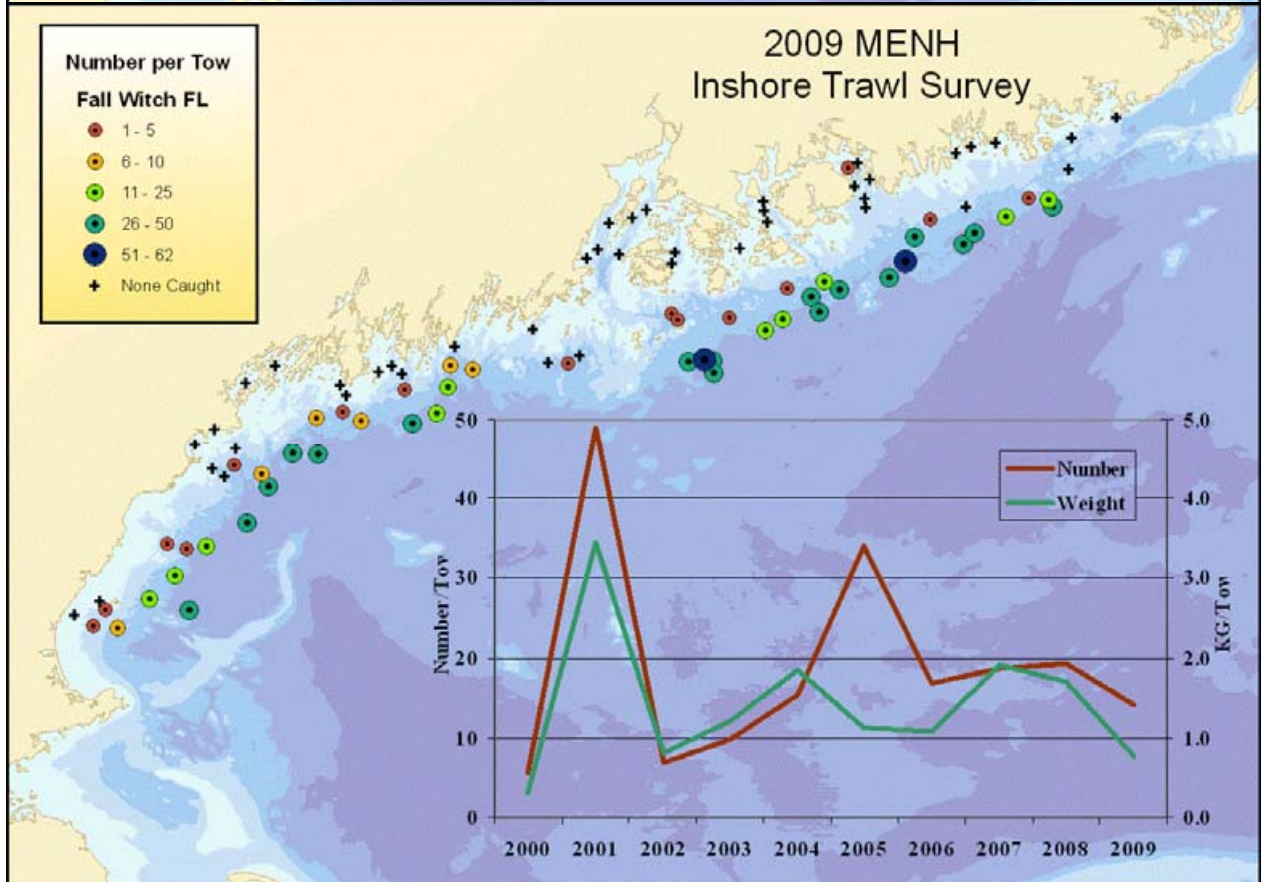 2009 MENH
Inshore Trawl Survey
Number per Tow
Fall Witch FL
1 - 5
6 - 10
11 - 25
26 - 50
51 - 62
None Caught
50
40
30
20
10
0
Number/Tow
5.0
4.0
3.0
2.0
1.0
0.0
KG/Tow
Number
Weight
2000 2001 2002 2003 2004 2005 2006 2007 2008 2009